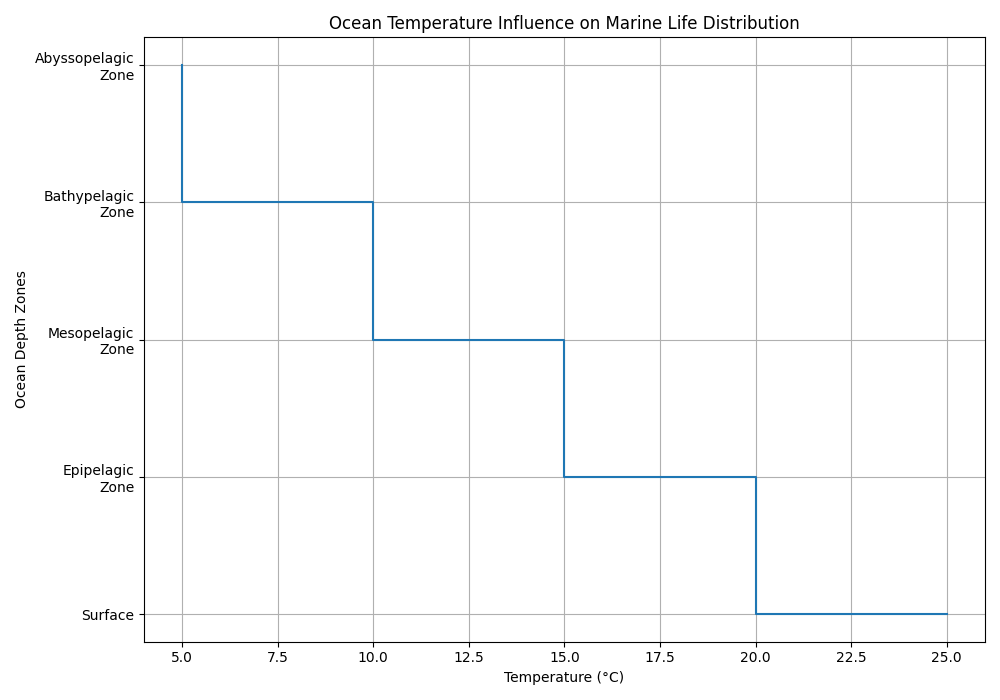 Ocean Temperature Influence on Marine Life Distribution
Abyssopelagic
Zone
Bathypelagic
Zone
Mesopelagic
Zone
Epipelagic
Zone
Surface
Ocean Depth Zones
5.0 7.5 10.0 12.5 15.0 17.5 20.0 22.5 25.0
Temperature (°C)